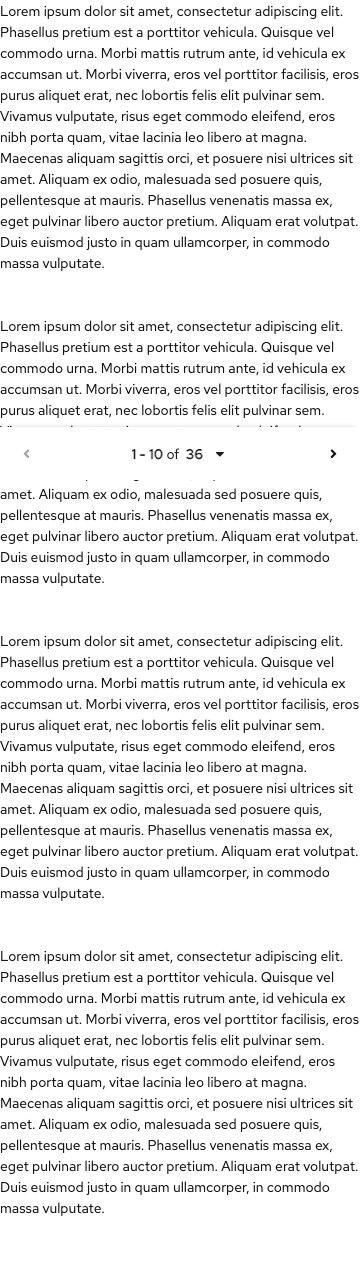 Lorem ipsum dolor sit amet, consectetur adipiscing elit.
Phasellus pretium est a porttitor vehicula. Quisque vel
commodo urna. Morbi mattis rutrum ante, id vehicula ex
accumsan ut. Morbi viverra, eros vel porttitor facilisis, eros
purus aliquet erat, nec lobortis felis elit pulvinar sem.
Vivamus vulputate, risus eget commodo eleifend, eros
nibh porta quam, vitae lacinia leo libero at magna.
Maecenas aliquam sagittis orci, et posuere nisi ultrices sit
amet. Aliquam ex odio, malesuada sed posuere quis,
pellentesque at mauris. Phasellus venenatis massa ex,
eget pulvinar libero auctor pretium. Aliquam erat volutpat.
Duis euismod justo in quam ullamcorper, in commodo
massa vulputate.
Lorem ipsum dolor sit amet, consectetur adipiscing elit.
Phasellus pretium est a porttitor vehicula. Quisque vel
commodo urna. Morbi mattis rutrum ante, id vehicula ex
accumsan ut. Morbi viverra, eros vel porttitor facilisis, eros
purus aliquet erat, nec lobortis felis elit pulvinar sem.
1 - 10 of 36
amet. Aliquam ex odio, malesuada sed posuere quis,
pellentesque at mauris. Phasellus venenatis massa ex,
eget pulvinar libero auctor pretium. Aliquam erat volutpat.
Duis euismod justo in quam ullamcorper, in commodo
massa vulputate.
Lorem ipsum dolor sit amet, consectetur adipiscing elit.
Phasellus pretium est a porttitor vehicula. Quisque vel
commodo urna. Morbi mattis rutrum ante, id vehicula ex
accumsan ut. Morbi viverra, eros vel porttitor facilisis, eros
purus aliquet erat, nec lobortis felis elit pulvinar sem.
Vivamus vulputate, risus eget commodo eleifend, eros
nibh porta quam, vitae lacinia leo libero at magna.
Maecenas aliquam sagittis orci, et posuere nisi ultrices sit
amet. Aliquam ex odio, malesuada sed posuere quis,
pellentesque at mauris. Phasellus venenatis massa ex,
eget pulvinar libero auctor pretium. Aliquam erat volutpat.
Duis euismod justo in quam ullamcorper, in commodo
massa vulputate.
Lorem ipsum dolor sit amet, consectetur adipiscing elit.
Phasellus pretium est a porttitor vehicula. Quisque vel
commodo urna. Morbi mattis rutrum ante, id vehicula ex
accumsan ut. Morbi viverra, eros vel porttitor facilisis, eros
purus aliquet erat, nec lobortis felis elit pulvinar sem.
Vivamus vulputate, risus eget commodo eleifend, eros
nibh porta quam, vitae lacinia leo libero at magna.
Maecenas aliquam sagittis orci, et posuere nisi ultrices sit
amet. Aliquam ex odio, malesuada sed posuere quis,
pellentesque at mauris. Phasellus venenatis massa ex,
eget pulvinar libero auctor pretium. Aliquam erat volutpat.
Duis euismod justo in quam ullamcorper, in commodo
massa vulputate.